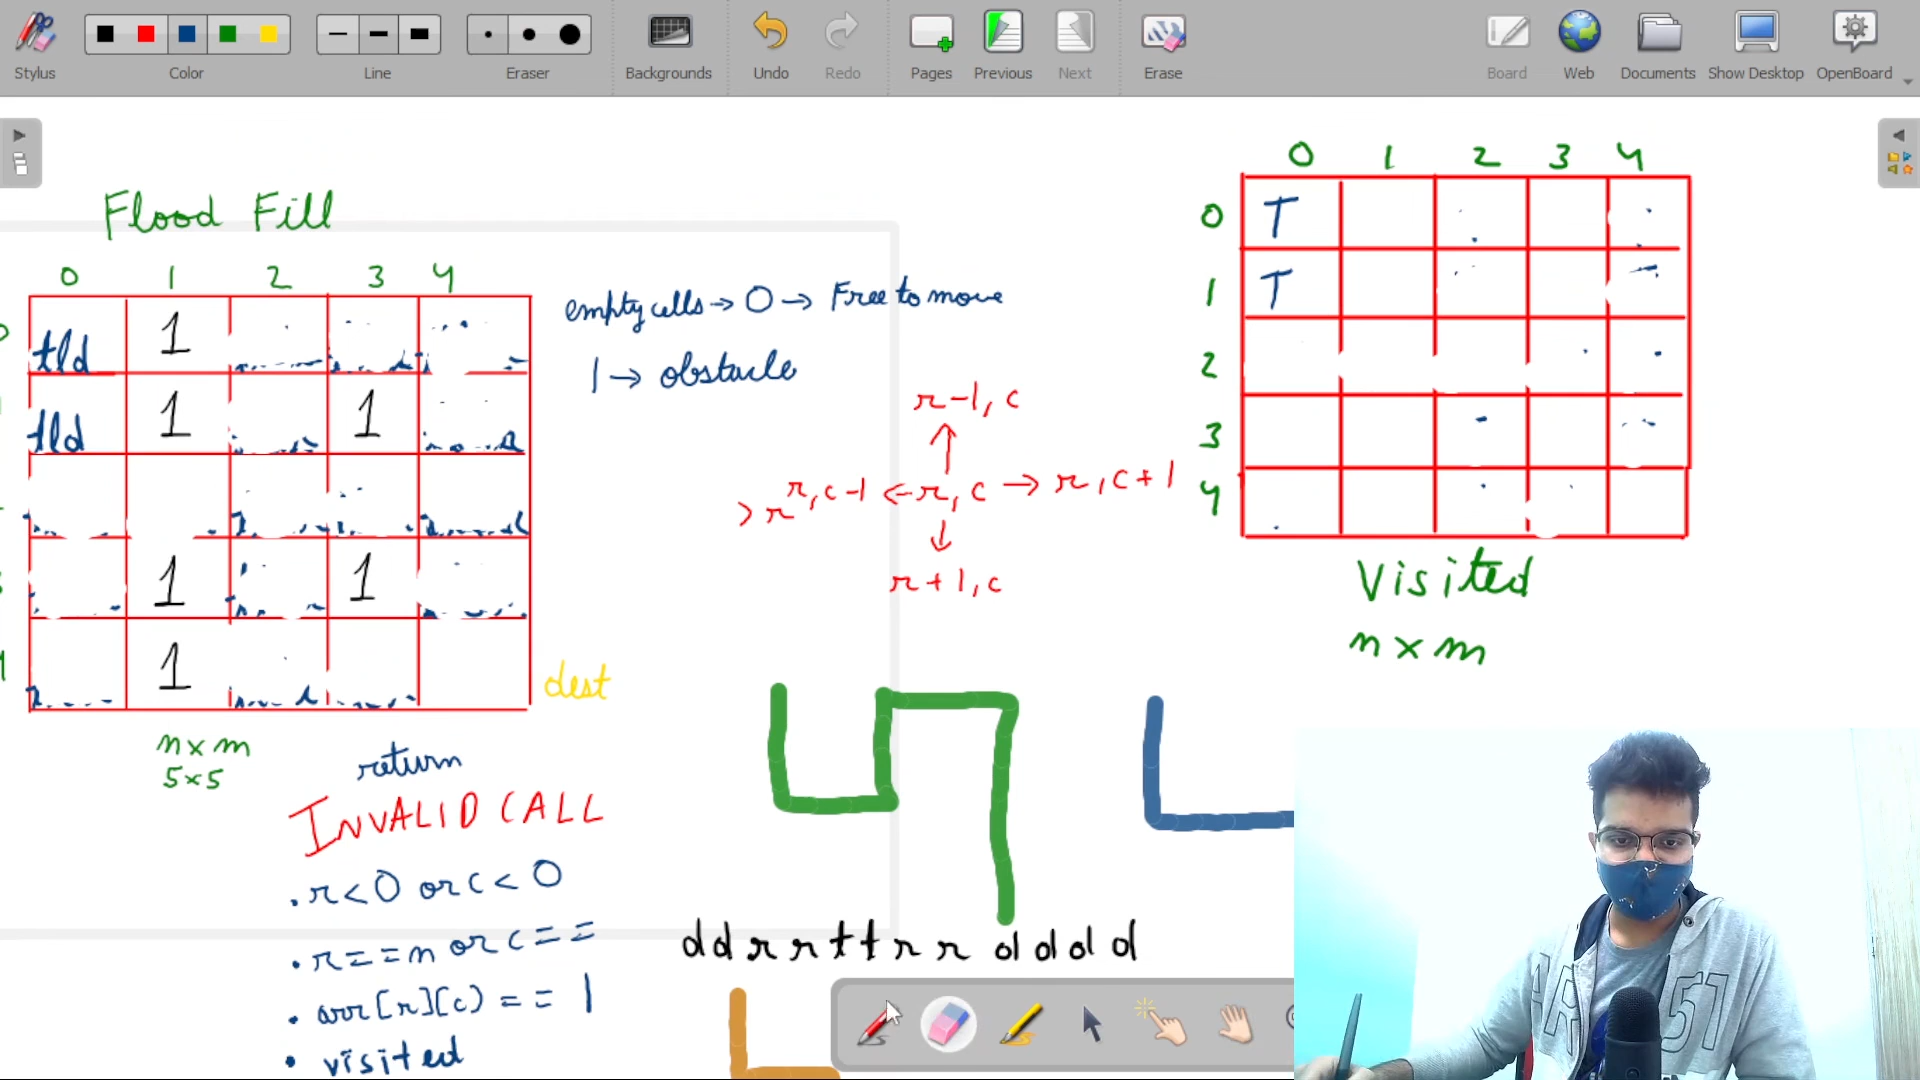 Stylus
Color
Line
Eraser
Backgrounds
Undo
Redo
Pages
Previous
Next
Erase
Board
Web
Documents
Show Desktop
OpenBoard
Flood Fill
0 1 2 3 4
tld 1
tld 1 1
1 1
1
dest
n x m
5 x 5
empty cells → 0 → Free to move
1 → obstacle
r-1, c
r, c-1 ← r, c → r, c+1
> r
r+1, c
0 1 2 3 4
0 T
1 T
2
3
4
Visited
n x m
return
INVALID CALL
. r < 0 or c < 0
. r == n or c ==
. arr[r][c] == 1
. visited
d d r r t t r r d d d d
51